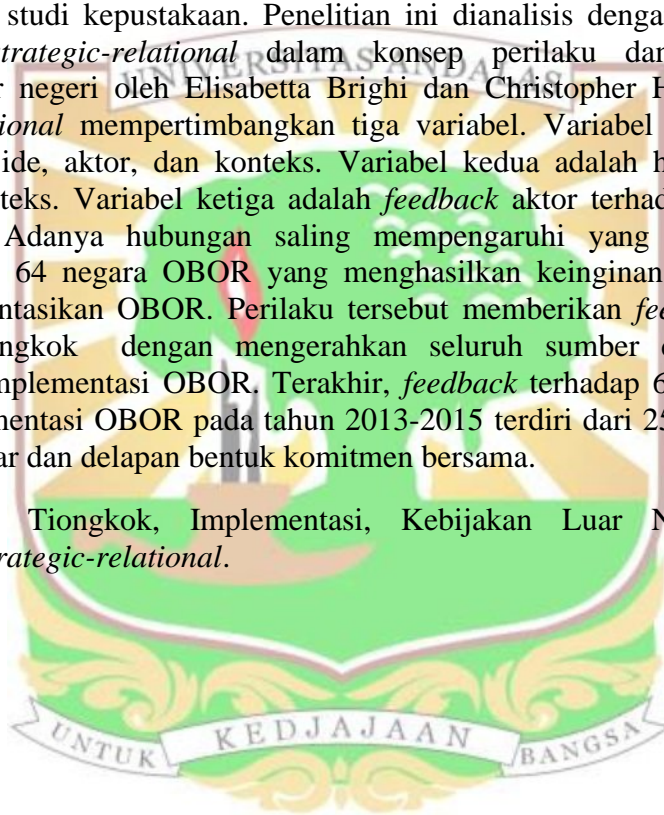 studi kepustakaan. Penelitian ini dianalisis denga
trategic-relational dalam konsep perilaku dan
negeri oleh Elisabetta Brighi dan Christopher H
ional mempertimbangkan tiga variabel. Variabel
ide, aktor, dan konteks. Variabel kedua adalah h
teks. Variabel ketiga adalah feedback aktor terhad
Adanya hubungan saling mempengaruhi yang
64 negara OBOR yang menghasilkan keinginan
ntasikan OBOR. Perilaku tersebut memberikan fee
ngkok dengan mengerahkan seluruh sumber
mplementasi OBOR. Terakhir, feedback terhadap 6
mentasi OBOR pada tahun 2013-2015 terdiri dari 25
ar dan delapan bentuk komitmen bersama.
Tiongkok, Implementasi, Kebijakan Luar N
rategic-relational.
UNIVERSITAS ANDALAS
UNTUK KEDJAJAAN BANGSA